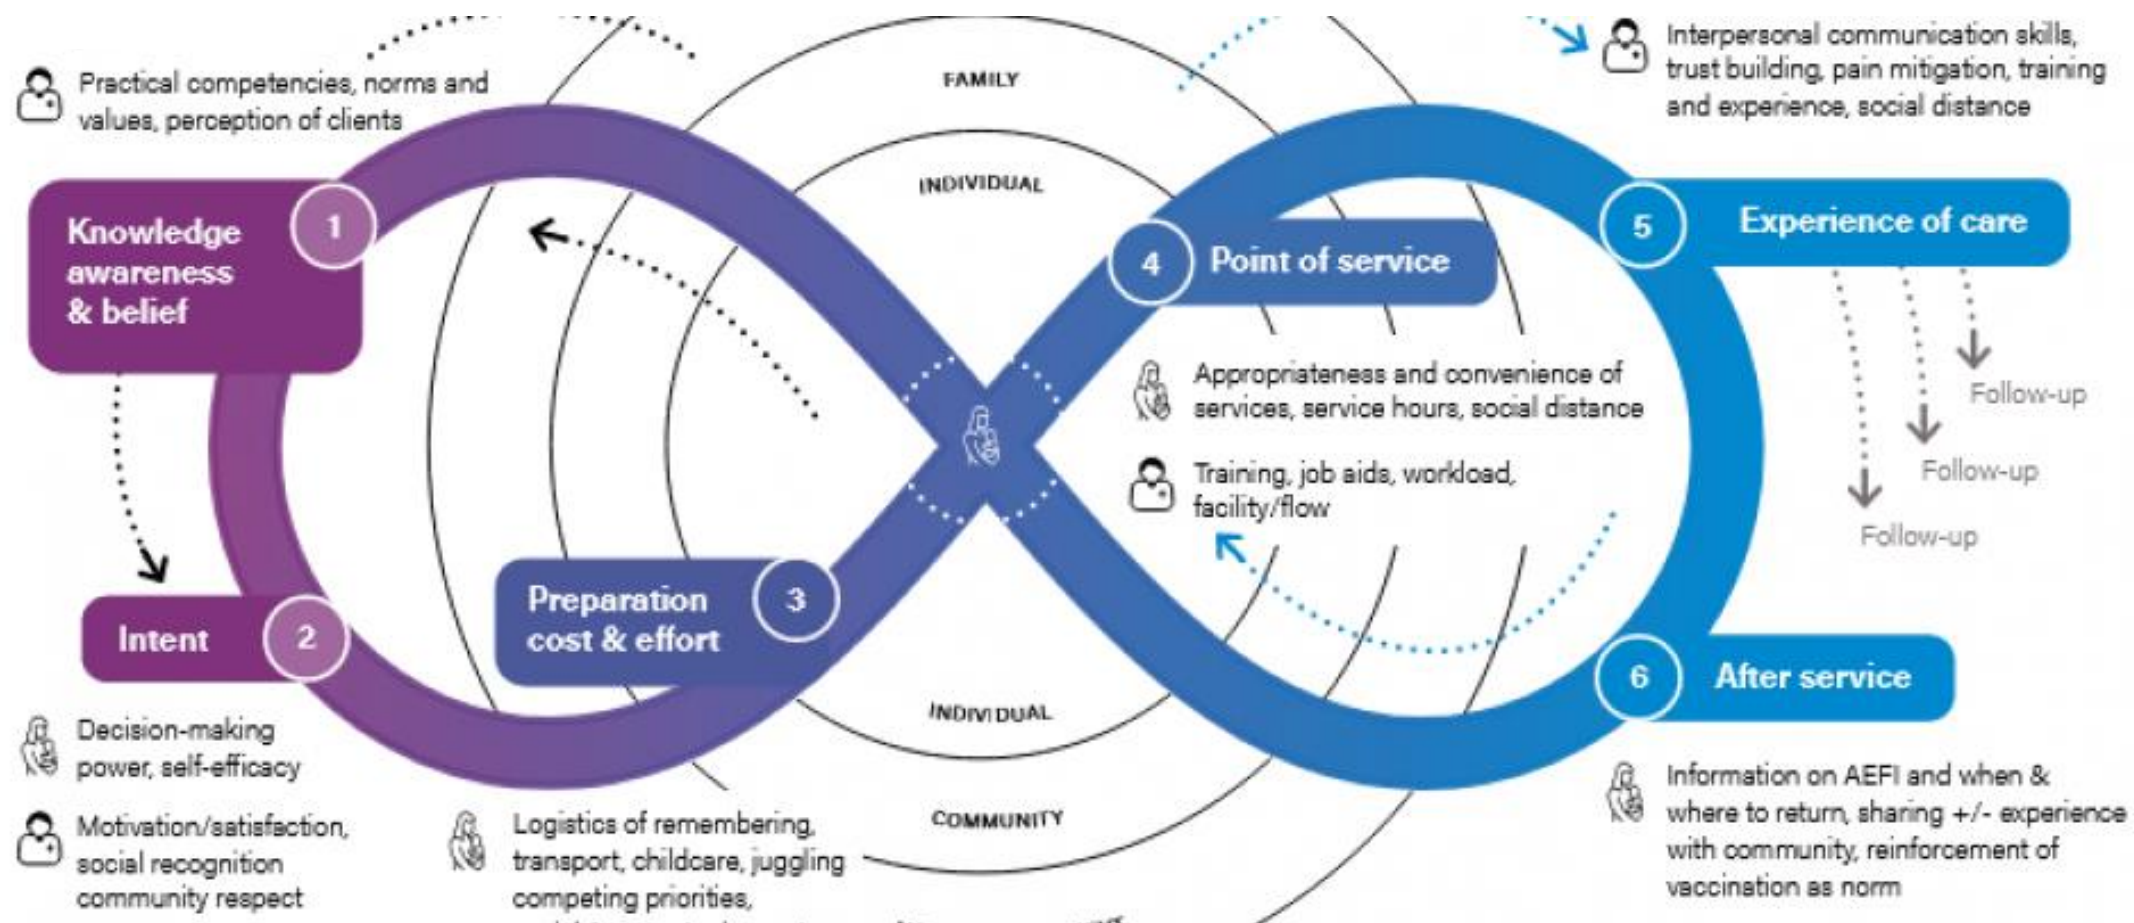 FAMILY
INDIVIDUAL
Practical competencies, norms and
values, perception of clients
1
Knowledge
awareness
& belief
2
Intent
Decision-making
power, self-efficacy
Motivation/satisfaction,
social recognition
community respect
3
Preparation
cost & effort
Logistics of remembering,
transport, childcare, juggling
competing priorities,
4
Point of service
Appropriateness and convenience of
services, service hours, social distance
Training, job aids, workload,
facility/flow
Interpersonal communication skills,
trust building, pain mitigation, training
and experience, social distance
5
Experience of care
Follow-up
Follow-up
Follow-up
6
After service
Information on AEFI and when &
where to return, sharing +/- experience
with community, reinforcement of
vaccination as norm
INDIVIDUAL
COMMUNITY